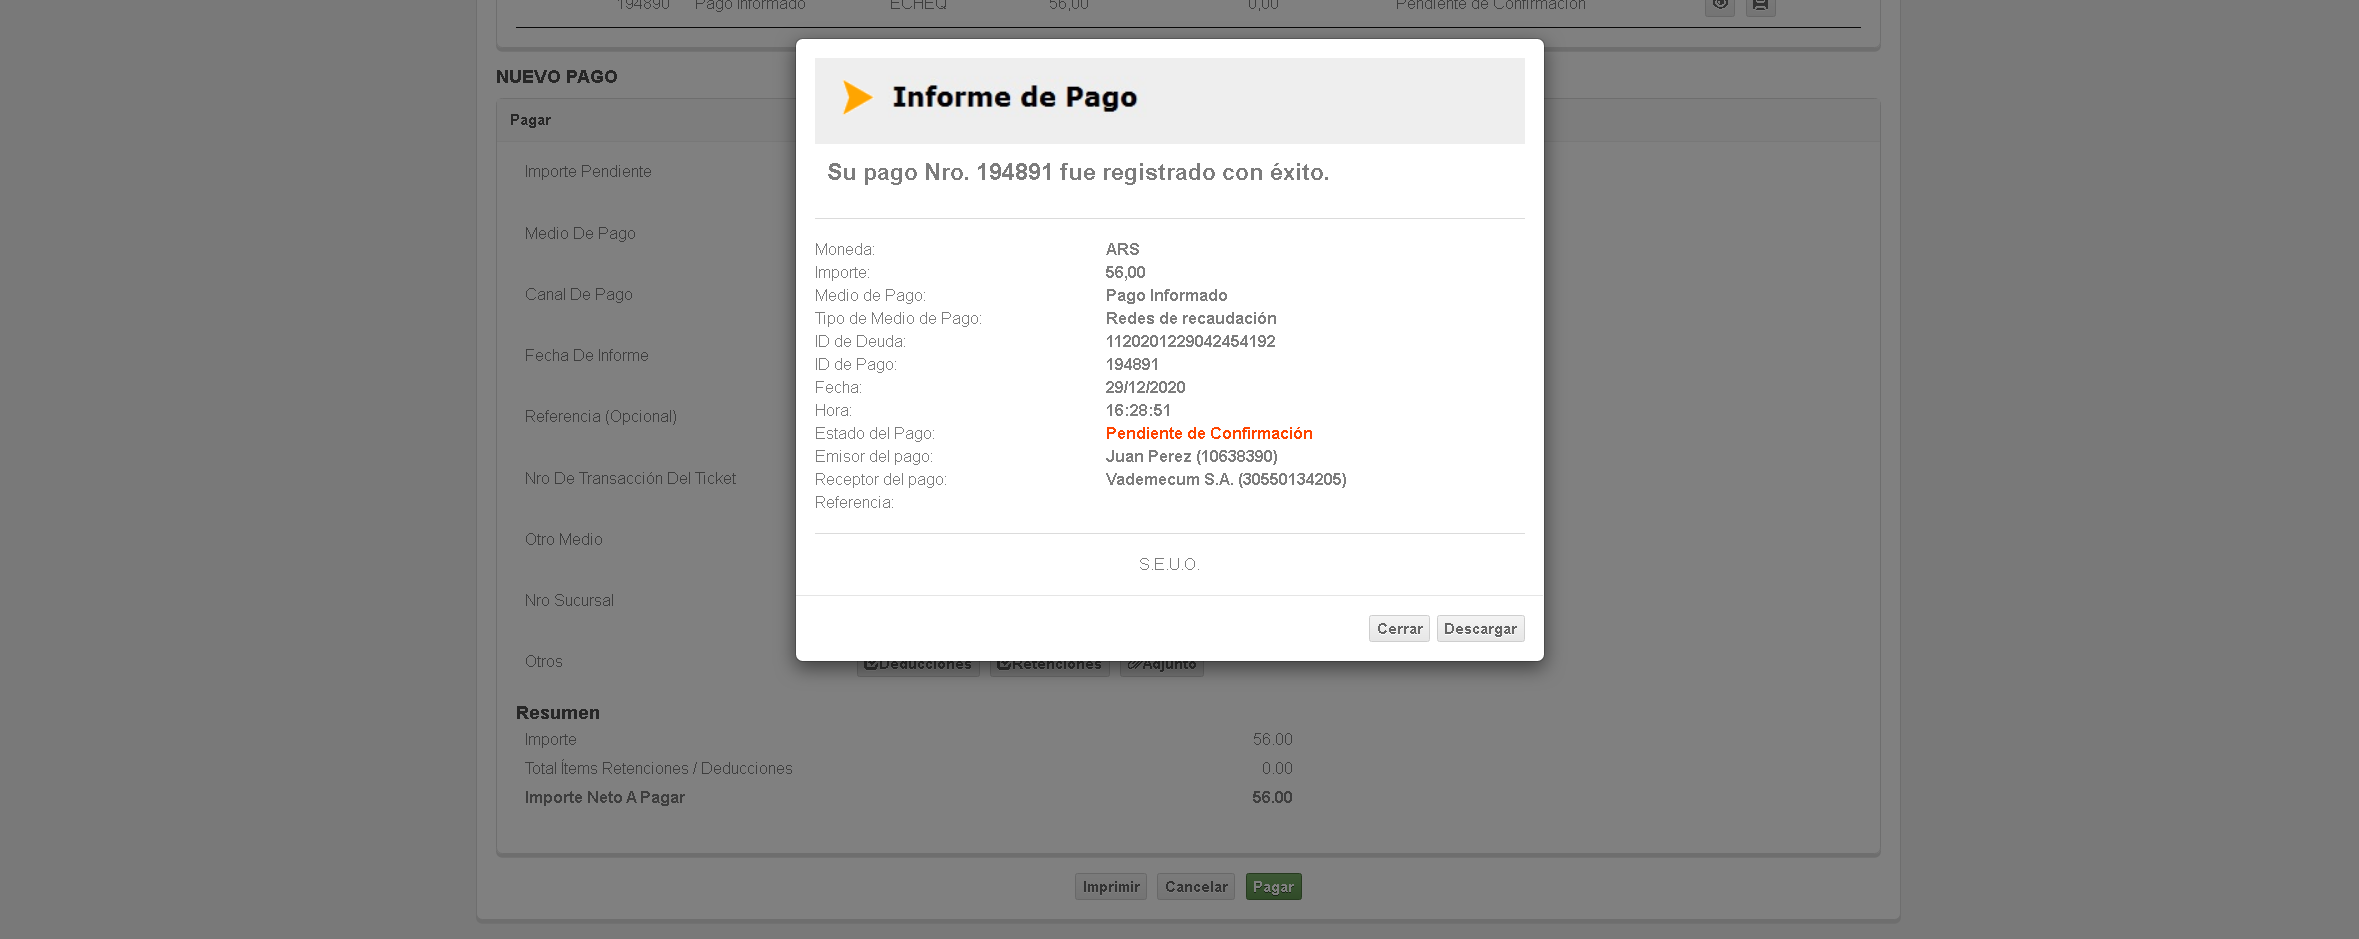 194890 Pago Informado ECHEQ 56,00 0,00 Pendiente de Confirmación
NUEVO PAGO
Pagar
Importe Pendiente
Medio De Pago
Canal De Pago
Fecha De Informe
Referencia (Opcional)
Nro De Transacción Del Ticket
Otro Medio
Nro Sucursal
Otros
Deducciones Retenciones Adjunto
Resumen
Importe 56.00
Total Ítems Retenciones / Deducciones 0.00
Importe Neto A Pagar 56.00
Imprimir Cancelar Pagar
Informe de Pago
Su pago Nro. 194891 fue registrado con éxito.
Moneda: ARS
Importe: 56,00
Medio de Pago: Pago Informado
Tipo de Medio de Pago: Redes de recaudación
ID de Deuda: 1120201229042454192
ID de Pago: 194891
Fecha: 29/12/2020
Hora: 16:28:51
Estado del Pago: Pendiente de Confirmación
Emisor del pago: Juan Perez (10638390)
Receptor del pago: Vademecum S.A. (30550134205)
Referencia:
S.E.U.O.
Cerrar Descargar